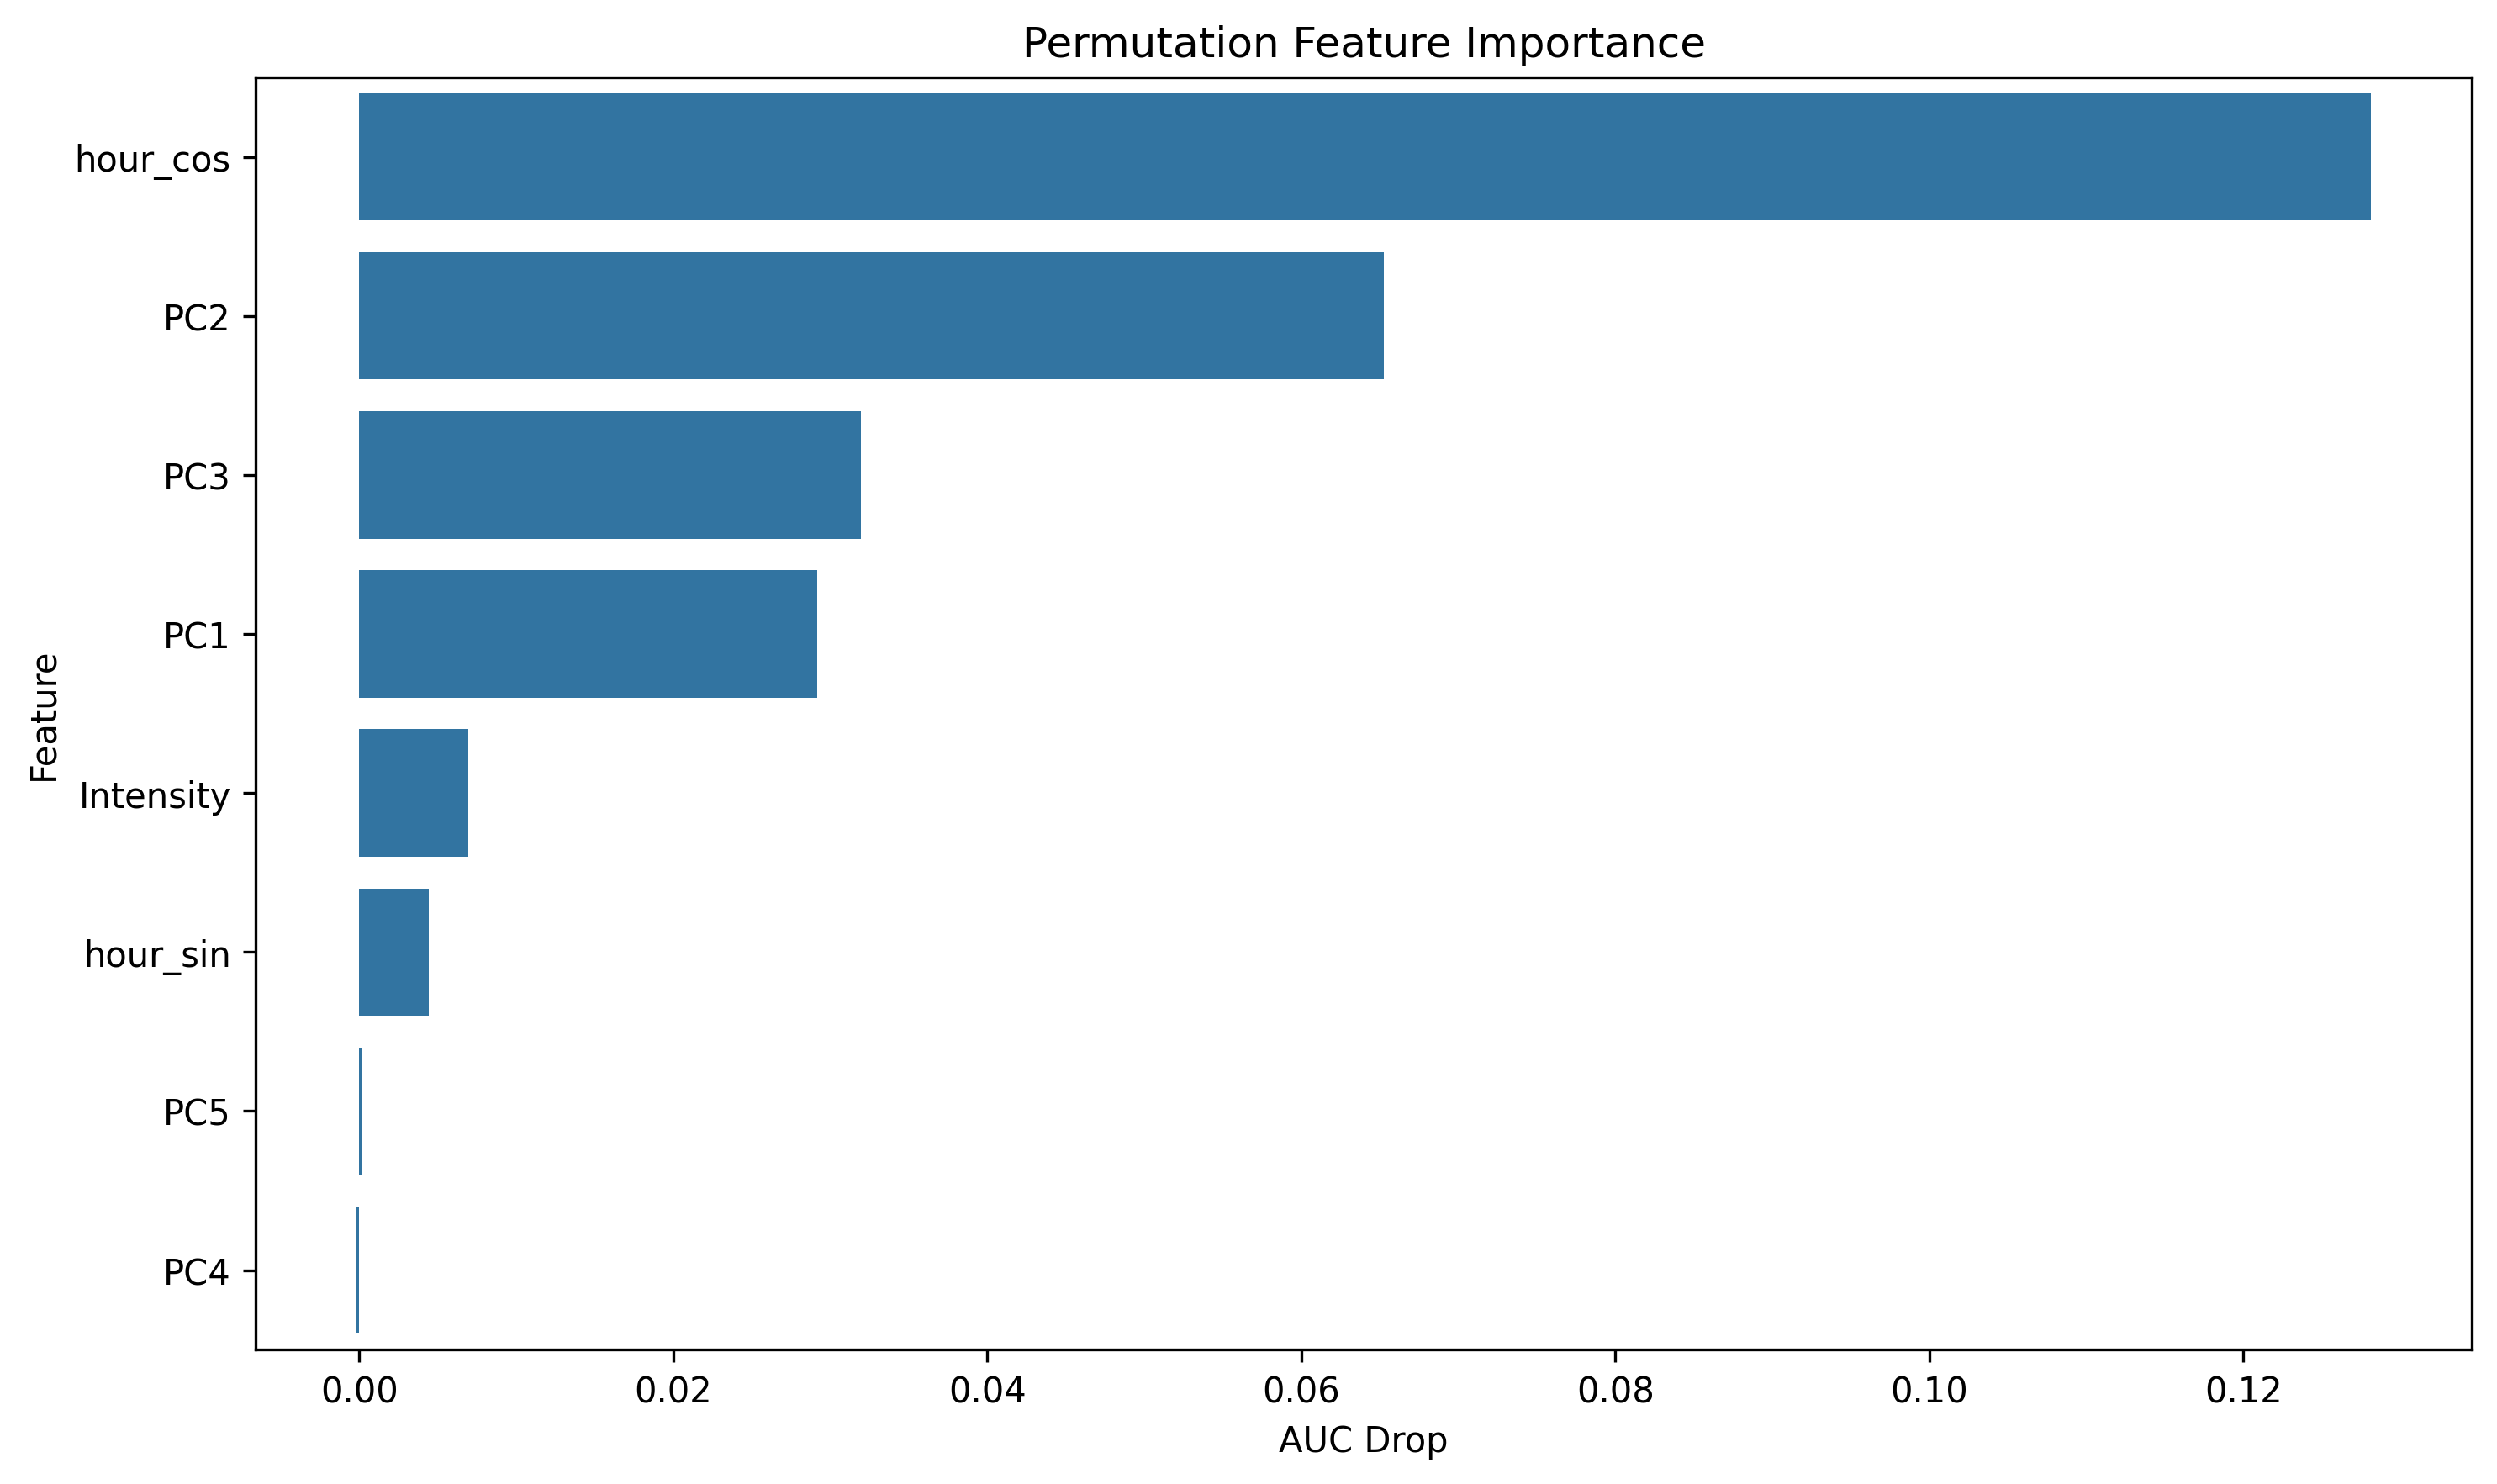 Permutation Feature Importance
hour_cos
PC2
PC3
PC1
Intensity
hour_sin
PC5
PC4
Feature
0.00 0.02 0.04 0.06 0.08 0.10 0.12
AUC Drop